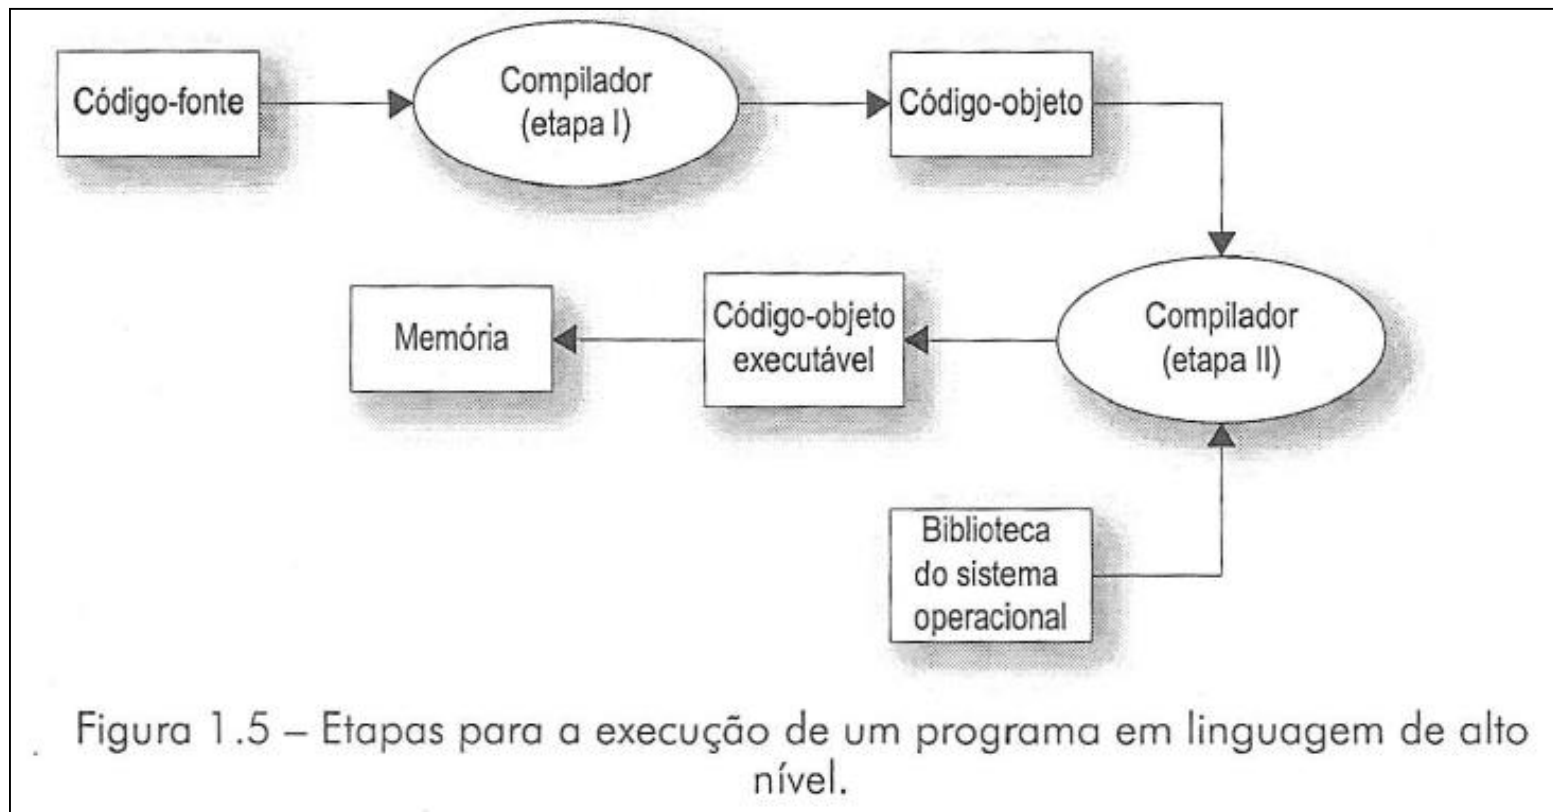 Código-fonte
Compilador
(etapa I)
Código-objeto
Memória
Código-objeto
executável
Compilador
(etapa II)
Biblioteca
do sistema
operacional
Figura 1.5 – Etapas para a execução de um programa em linguagem de alto
nível.